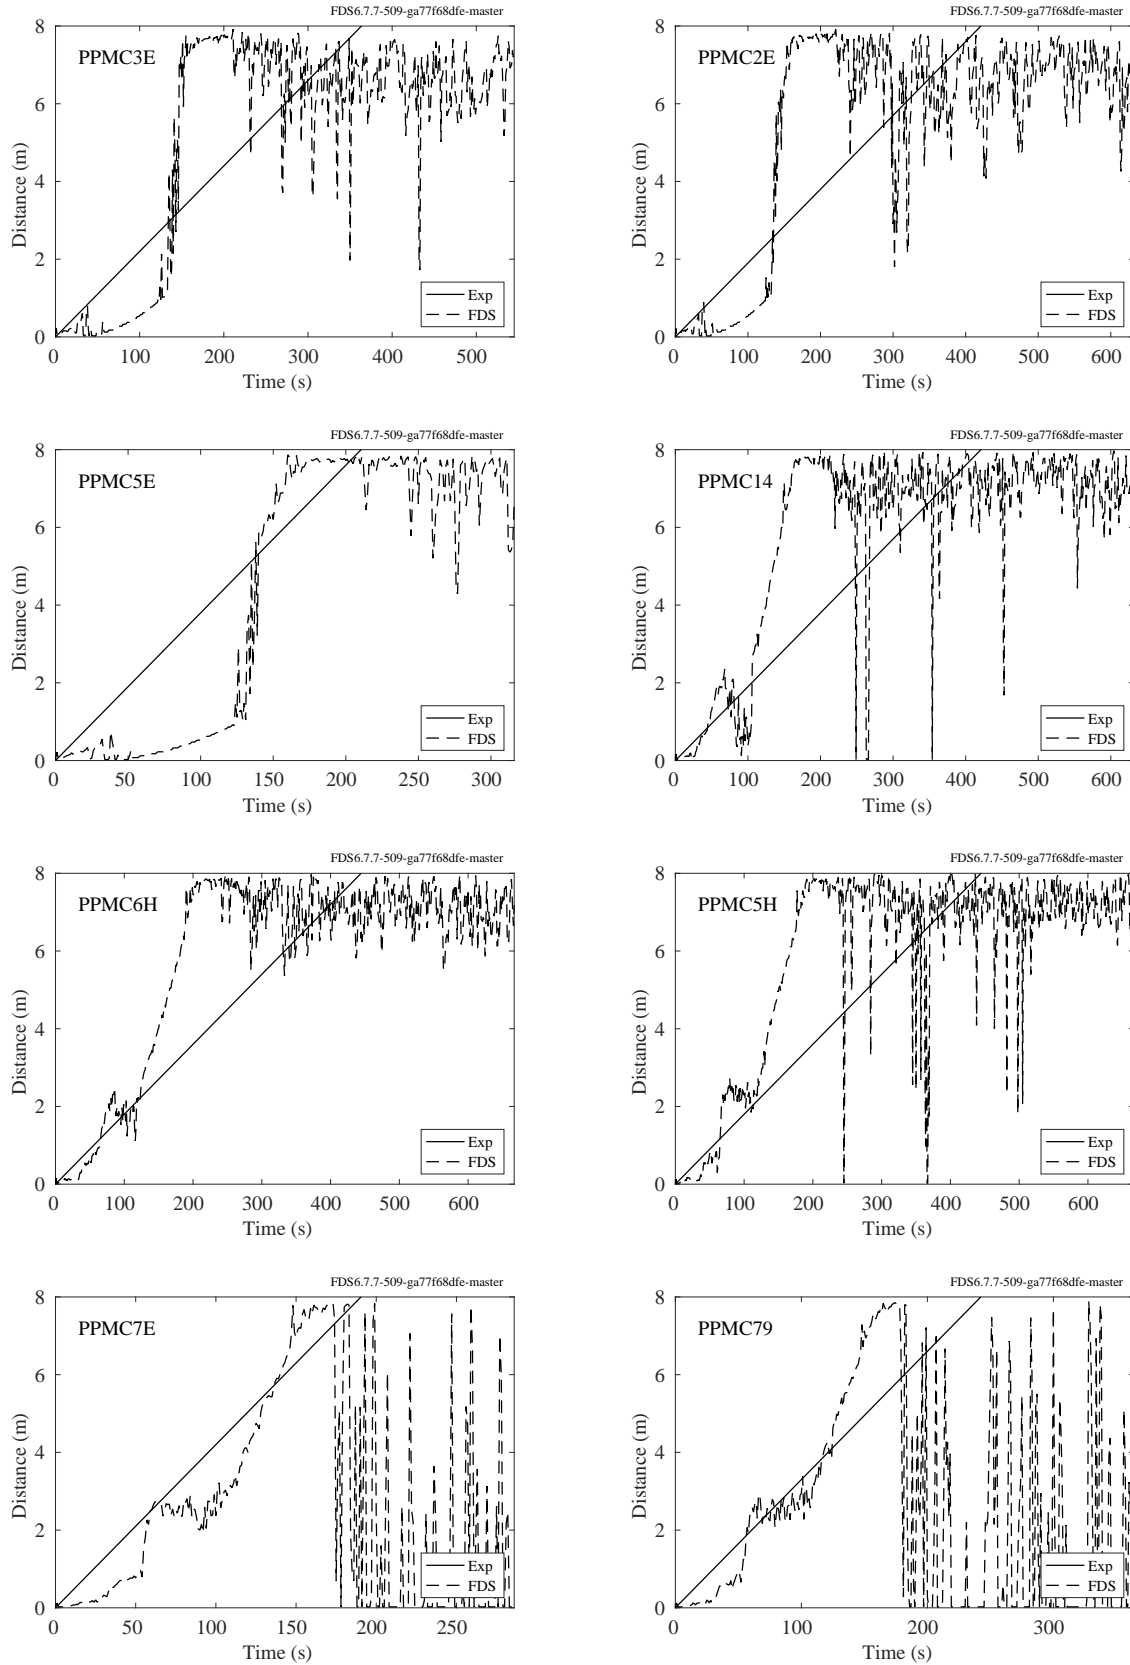 FDS6.7.7-509-ga77f68dfe-master
PPMC3E
Distance (m)
8
6
4
2
0
0 100 200 300 400 500
Time (s)
Exp
FDS
FDS6.7.7-509-ga77f68dfe-master
PPMC2E
Distance (m)
8
6
4
2
0
0 100 200 300 400 500 600
Time (s)
Exp
FDS
FDS6.7.7-509-ga77f68dfe-master
PPMC5E
Distance (m)
8
6
4
2
0
0 50 100 150 200 250 300
Time (s)
Exp
FDS
FDS6.7.7-509-ga77f68dfe-master
PPMC14
Distance (m)
8
6
4
2
0
0 100 200 300 400 500 600
Time (s)
Exp
FDS
FDS6.7.7-509-ga77f68dfe-master
PPMC6H
Distance (m)
8
6
4
2
0
0 100 200 300 400 500 600
Time (s)
Exp
FDS
FDS6.7.7-509-ga77f68dfe-master
PPMC5H
Distance (m)
8
6
4
2
0
0 100 200 300 400 500 600
Time (s)
Exp
FDS
FDS6.7.7-509-ga77f68dfe-master
PPMC7E
Distance (m)
8
6
4
2
0
0 50 100 150 200 250
Time (s)
Exp
FDS
FDS6.7.7-509-ga77f68dfe-master
PPMC79
Distance (m)
8
6
4
2
0
0 100 200 300
Time (s)
Exp
FDS